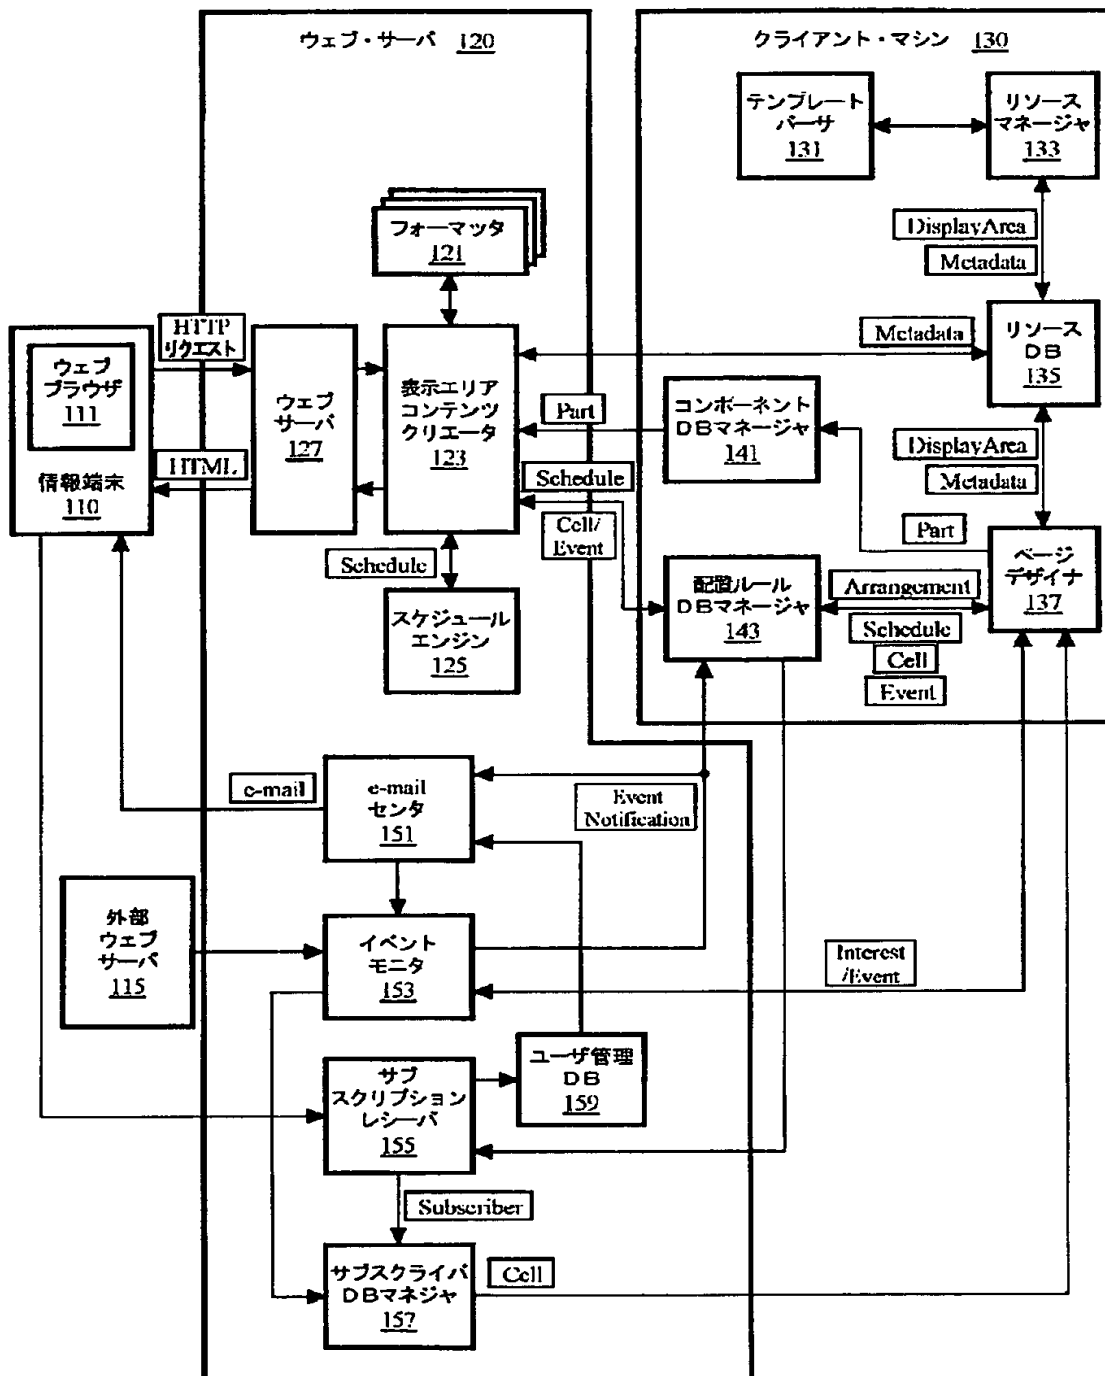 ウェブ・サーバ 120
クライアント・マシン 130
テンプレート
パーサ
131
リソース
マネージャ
133
DisplayArea
Metadata
フォーマッタ
121
HTTP
リクエスト
ウェブ
ブラウザ
111
情報端末
110
HTML
ウェブ
サーバ
127
表示エリア
コンテンツ
クリエータ
123
Metadata
リソース
DB
135
Part
コンポーネント
DBマネージャ
141
DisplayArea
Metadata
Schedule
Cell/
Event
Part
Schedule
スケジュール
エンジン
125
配置ルール
DBマネージャ
143
Arrangement
Schedule
Cell
Event
ページ
デザイナ
137
e-mail
e-mail
センタ
151
Event
Notification
外部
ウェブ
サーバ
115
イベント
モニタ
153
Interest
/Event
サブ
スクリプション
レシーバ
155
ユーザ管理
DB
159
Subscriber
サブスクライバ
DBマネジャ
157
Cell